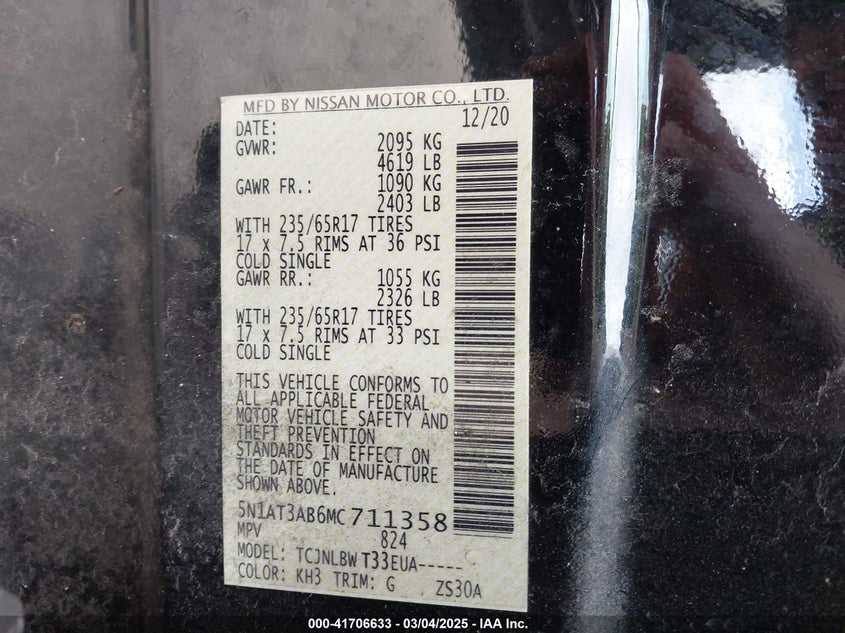 MFD BY NISSAN MOTOR CO., LTD.
DATE: 12/20
GVWR: 2095 KG
4619 LB
GAWR FR.: 1090 KG
2403 LB
WITH 235/65R17 TIRES
17 x 7.5 RIMS AT 36 PSI
COLD SINGLE
GAWR RR.: 1055 KG
2326 LB
WITH 235/65R17 TIRES
17 x 7.5 RIMS AT 33 PSI
COLD SINGLE
THIS VEHICLE CONFORMS TO
ALL APPLICABLE FEDERAL
MOTOR VEHICLE SAFETY AND
THEFT PREVENTION
STANDARDS IN EFFECT ON
THE DATE OF MANUFACTURE
SHOWN ABOVE.
5N1AT3AB6MC711358
MPV 824
MODEL: TCJNLBW T33EUA-----
COLOR: KH3 TRIM: G ZS30A
000-41706633 — 03/04/2025 — IAA Inc.